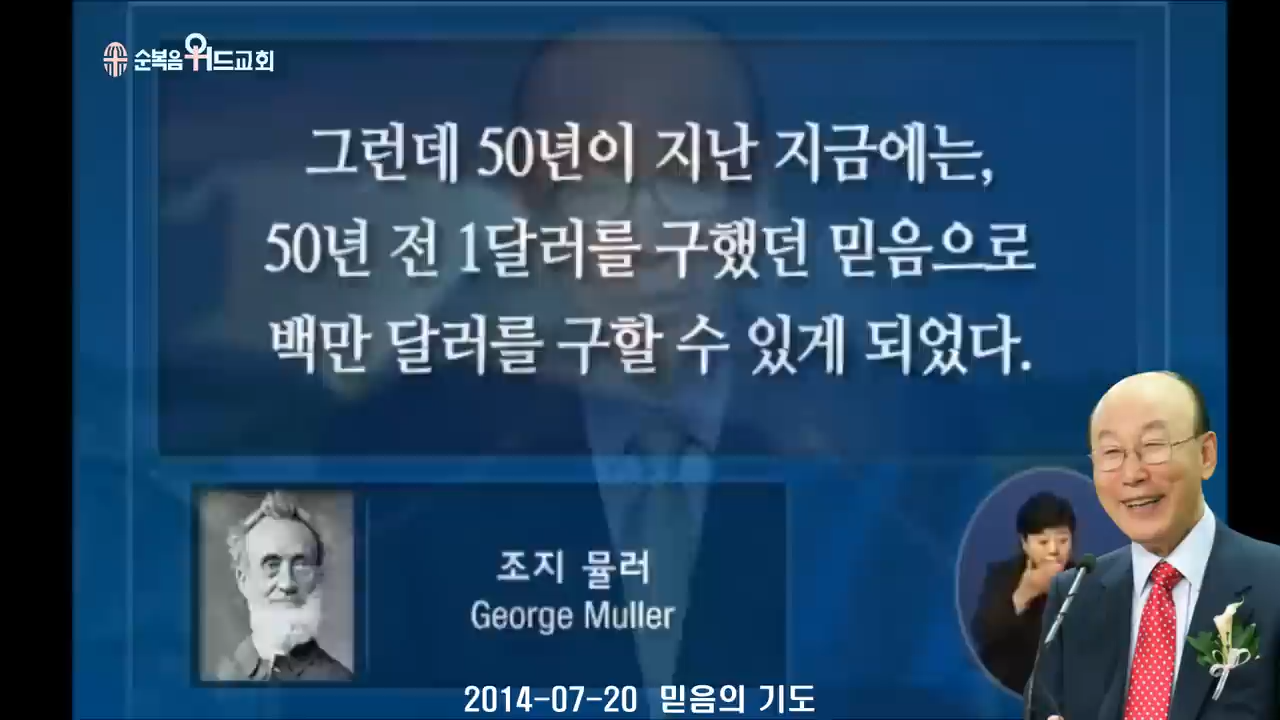 순복음위드교회
그런데 50년이 지난 지금에는,
50년 전 1달러를 구했던 믿음으로
백만 달러를 구할 수 있게 되었다.
조지 뮬러
George Muller
2014-07-20 믿음의 기도